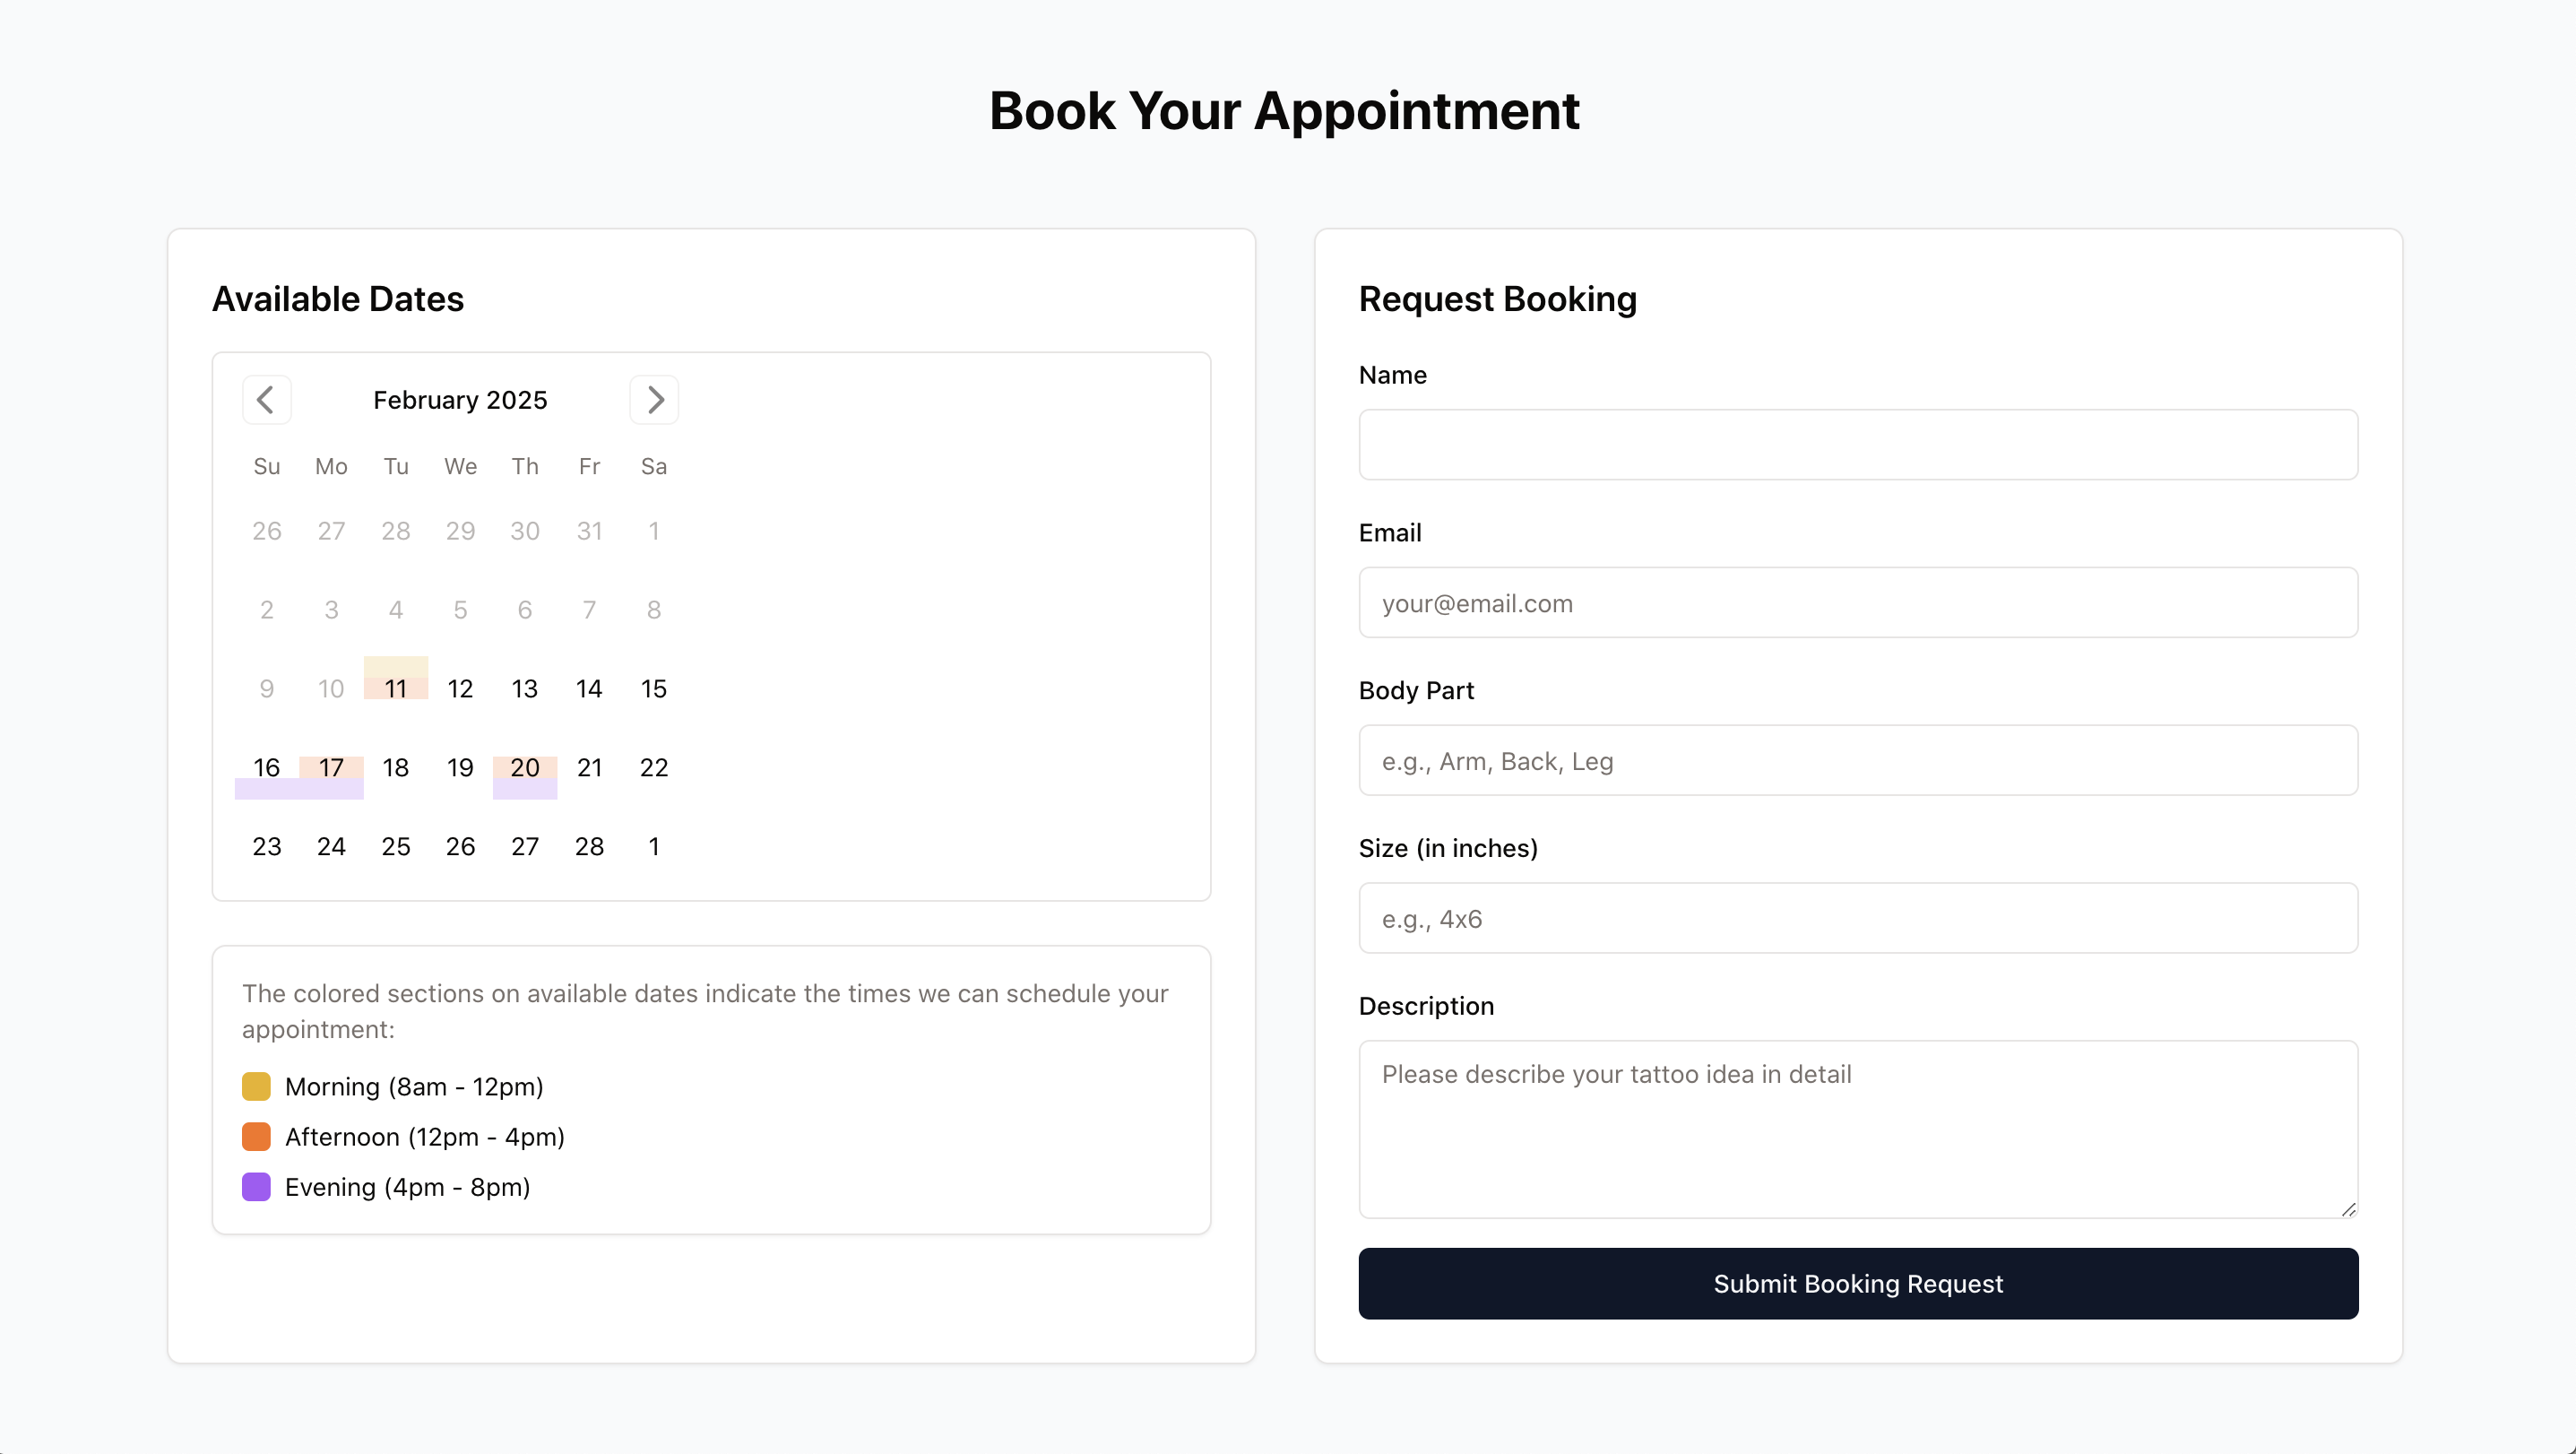 Book Your Appointment
Available Dates
February 2025
Su Mo Tu We Th Fr Sa
26 27 28 29 30 31 1
2 3 4 5 6 7 8
9 10 11 12 13 14 15
16 17 18 19 20 21 22
23 24 25 26 27 28 1
The colored sections on available dates indicate the times we can schedule your
appointment:
Morning (8am - 12pm)
Afternoon (12pm - 4pm)
Evening (4pm - 8pm)
Request Booking
Name
Email
your@email.com
Body Part
e.g., Arm, Back, Leg
Size (in inches)
e.g., 4x6
Description
Please describe your tattoo idea in detail
Submit Booking Request